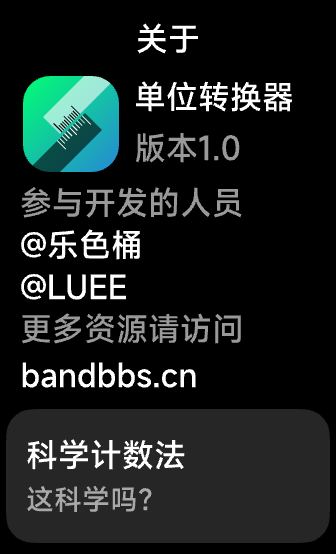 关于
单位转换器
版本1.0
参与开发的人员
@乐色桶
@LUEE
更多资源请访问
bandbbs.cn
科学计数法
这科学吗？